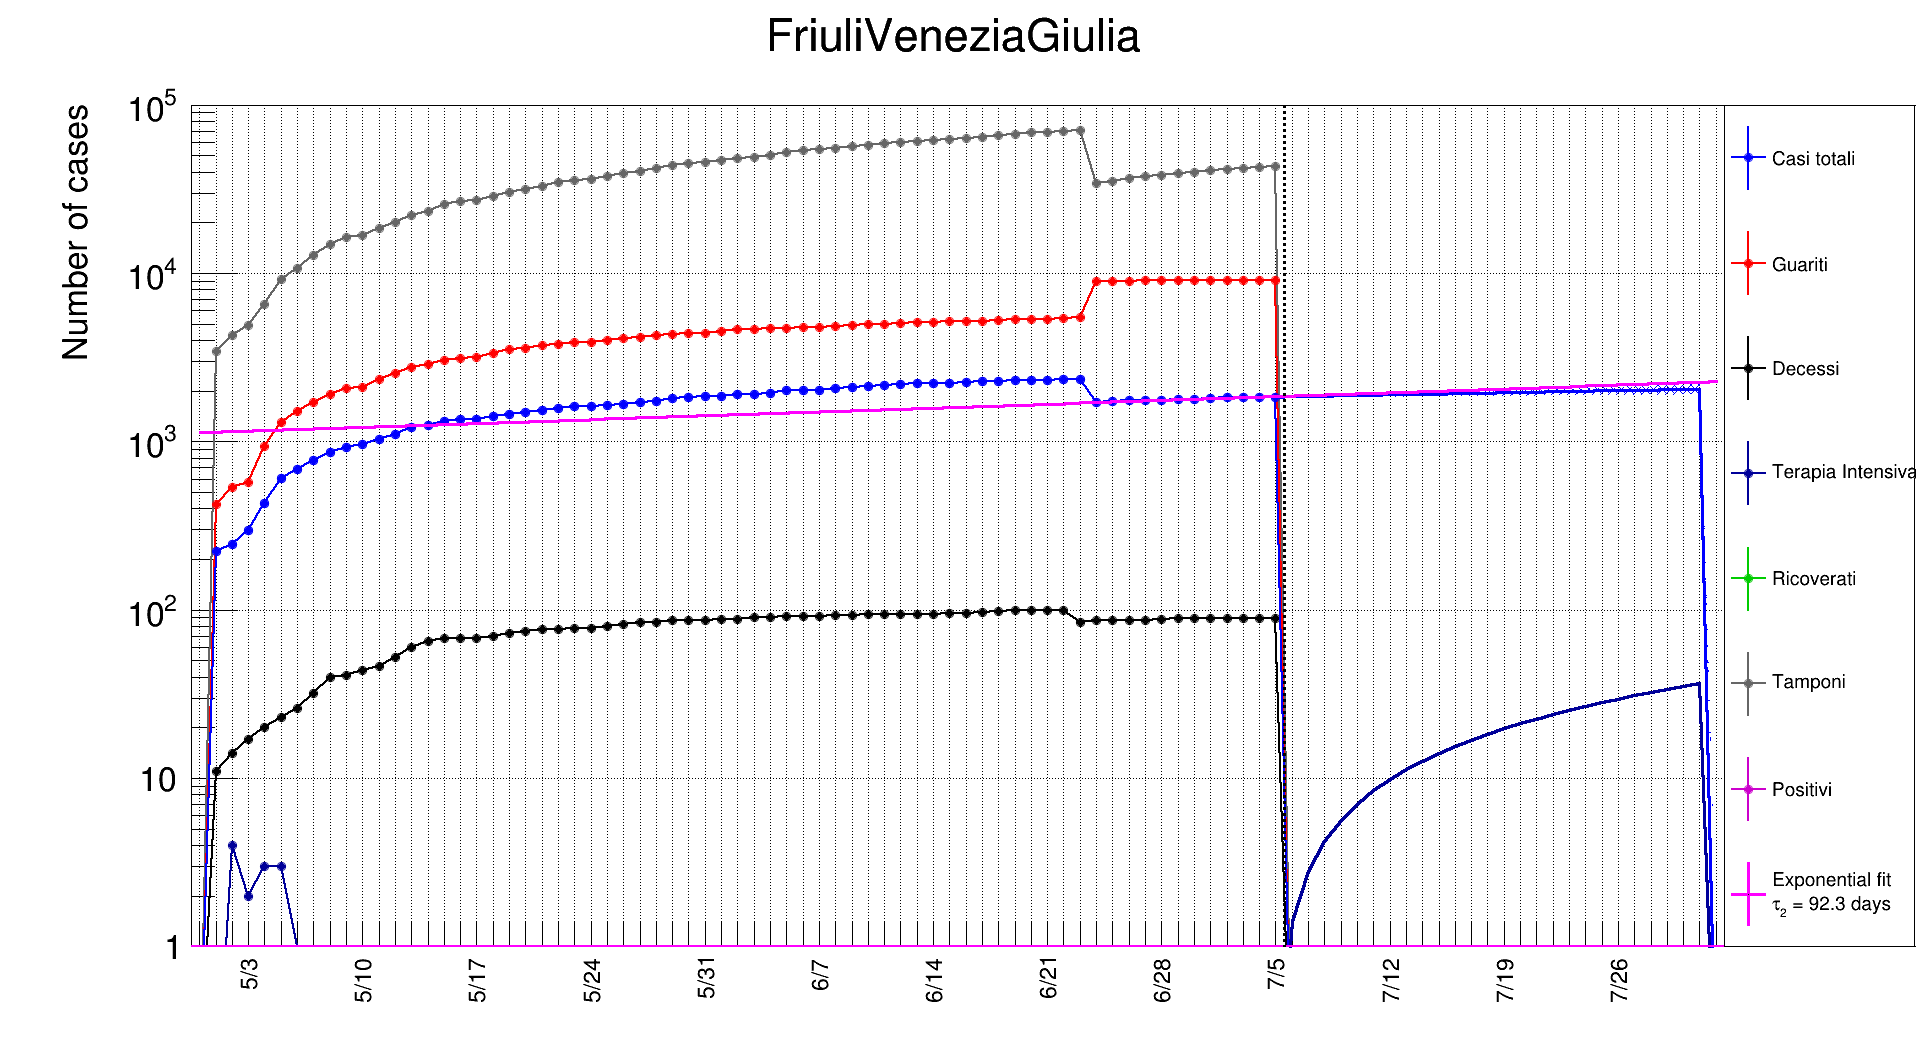 FriuliVeneziaGiulia
Number of cases
10^5
10^4
10^3
10^2
10
1
5/3
5/10
5/17
5/24
5/31
6/7
6/14
6/21
6/28
7/5
7/12
7/19
7/26
Casi totali
Guariti
Decessi
Terapia Intensiva
Ricoverati
Tamponi
Positivi
Exponential fit
τ₂ = 92.3 days